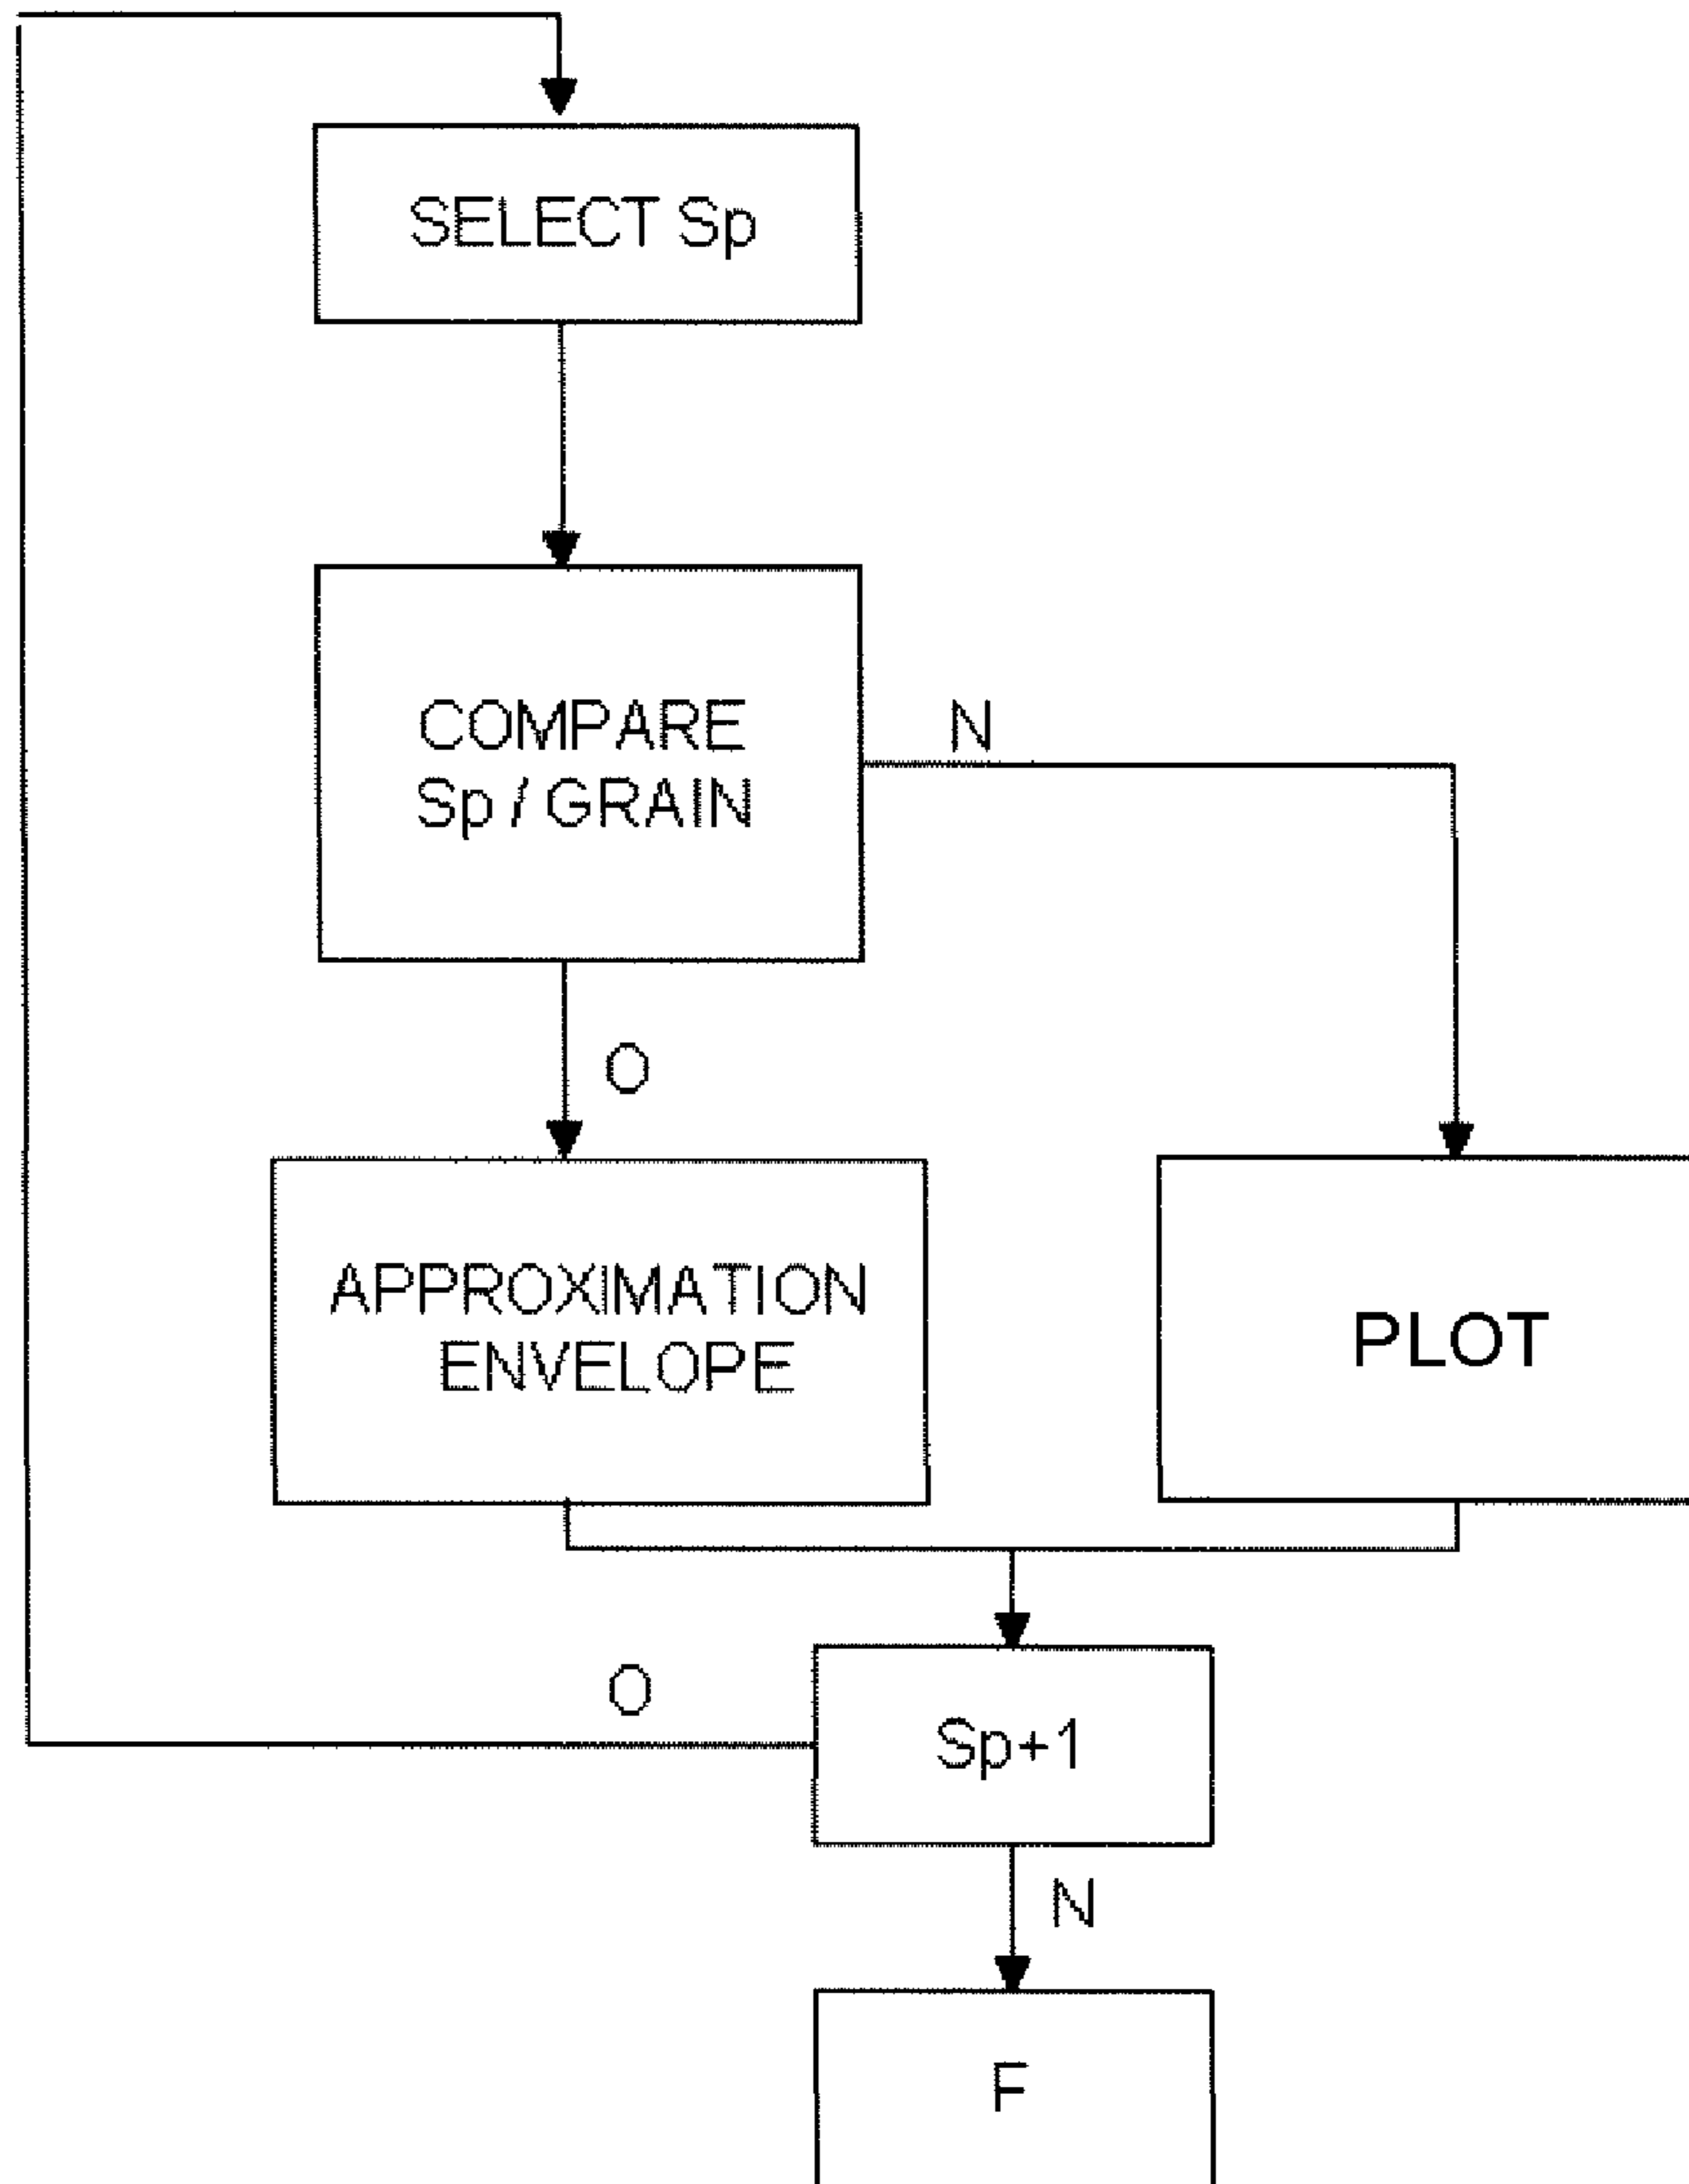 SELECT Sp
COMPARE
Sp / GRAIN
N
O
APPROXIMATION
ENVELOPE
PLOT
O
Sp+1
N
F